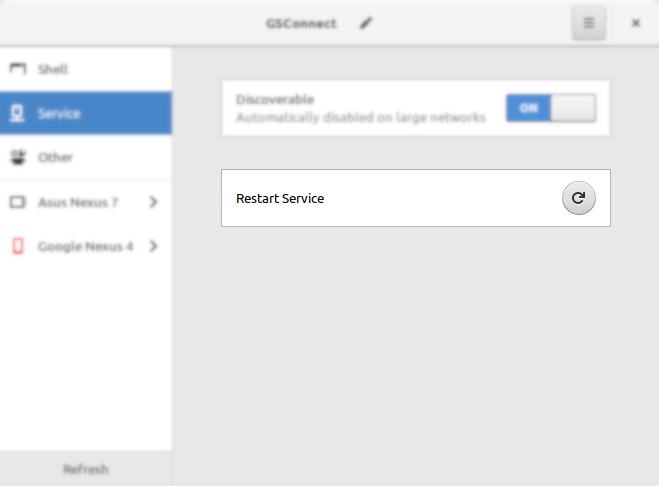 GSConnect
Shell
Service
Other
Asus Nexus 7
Google Nexus 4
Refresh
Discoverable
Automatically disabled on large networks
ON
Restart Service